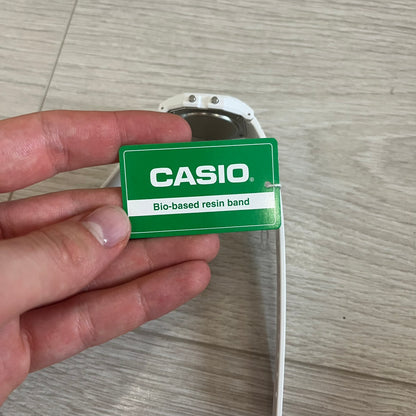 CASIO®
Bio-based resin band